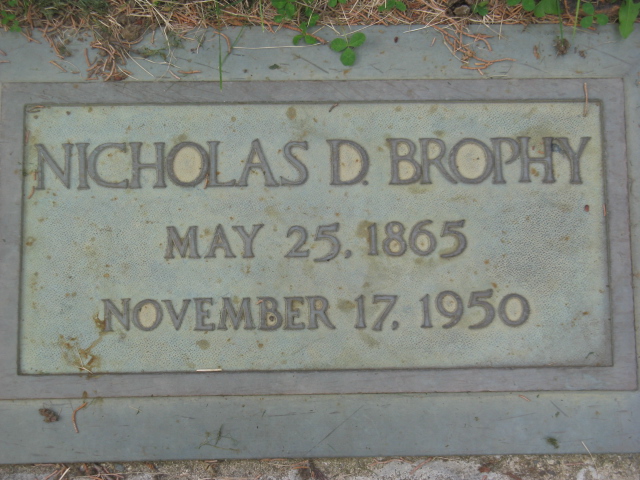 NICHOLAS D. BROPHY
MAY 25, 1865
NOVEMBER 17, 1950